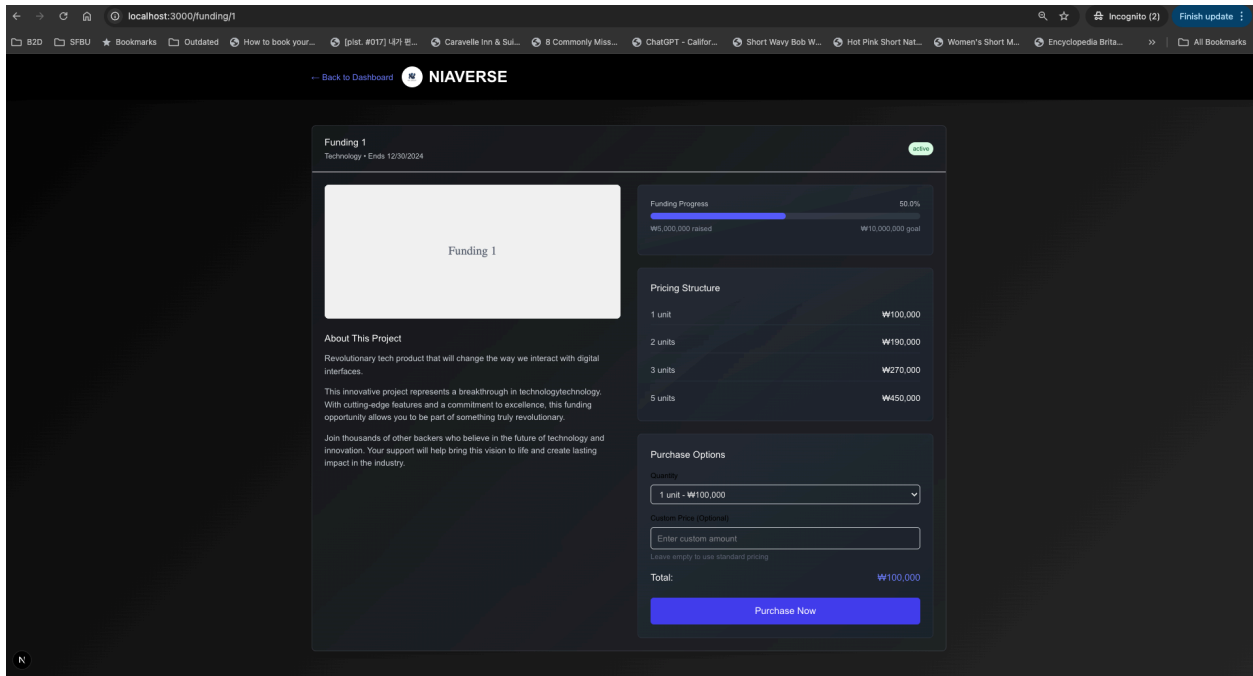 localhost:3000/funding/1
Incognito (2)
Finish update
B2D
SFBU
Bookmarks
Outdated
How to book your...
[plst. #017] 내가 편...
Caravelle Inn & Sui...
8 Commonly Miss...
ChatGPT - Califor...
Short Wavy Bob W...
Hot Pink Short Nat...
Women's Short M...
Encyclopedia Brita...
»
All Bookmarks
← Back to Dashboard
NIAVERSE
Funding 1
Technology • Ends 12/30/2024
active
Funding 1
About This Project
Revolutionary tech product that will change the way we interact with digital
interfaces.
This innovative project represents a breakthrough in technologytechnology.
With cutting-edge features and a commitment to excellence, this funding
opportunity allows you to be part of something truly revolutionary.
Join thousands of other backers who believe in the future of technology and
innovation. Your support will help bring this vision to life and create lasting
impact in the industry.
Funding Progress 50.0%
₩5,000,000 raised ₩10,000,000 goal
Pricing Structure
1 unit ₩100,000
2 units ₩190,000
3 units ₩270,000
5 units ₩450,000
Purchase Options
Quantity
1 unit - ₩100,000
Custom Price (Optional)
Enter custom amount
Leave empty to use standard pricing
Total: ₩100,000
Purchase Now
N